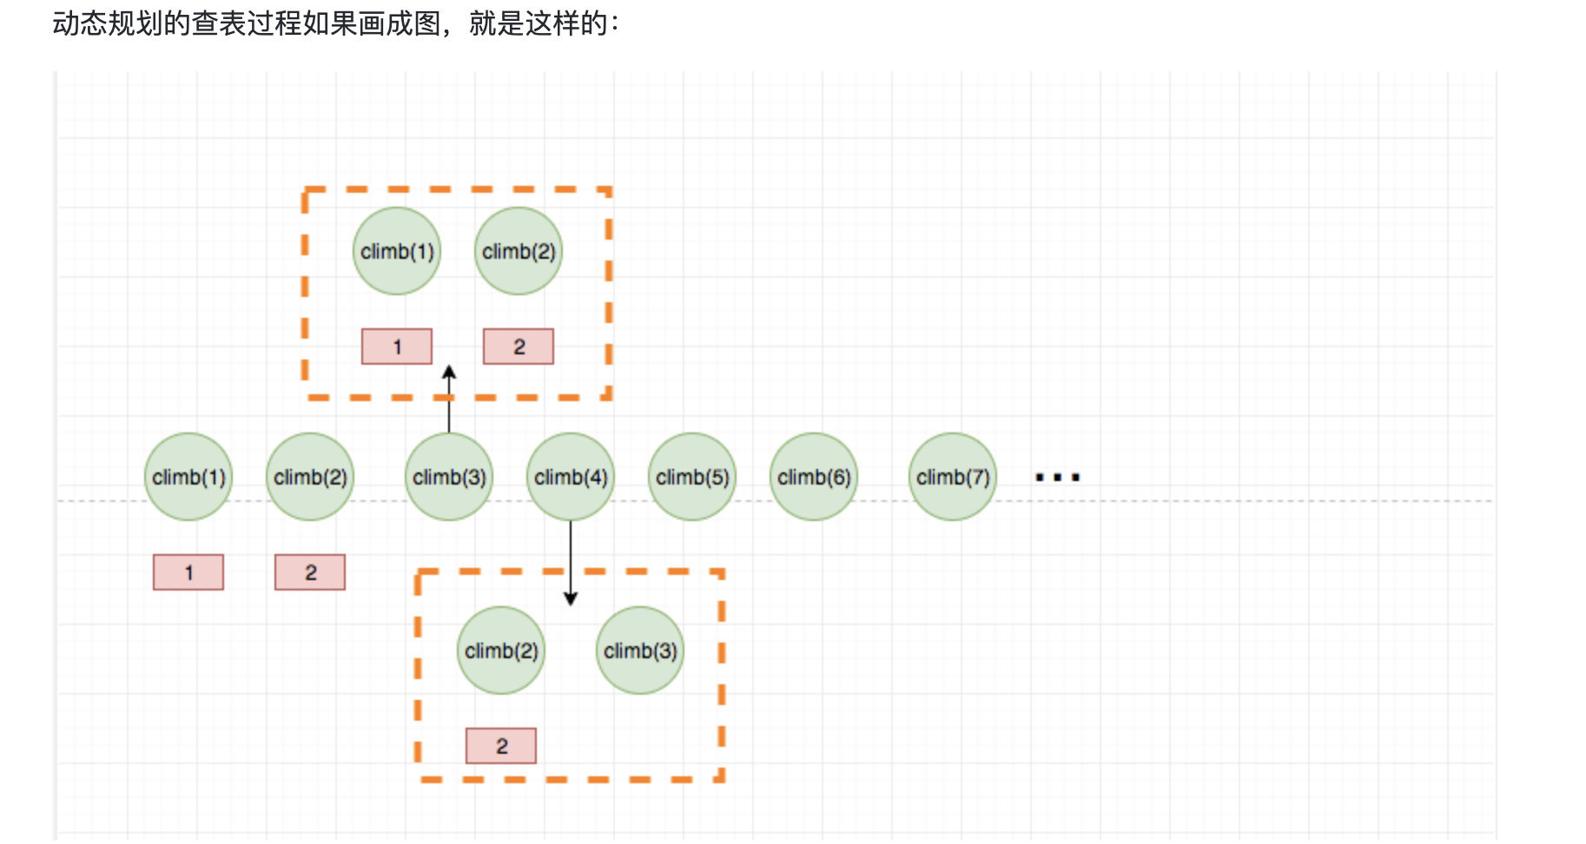 动态规划的查表过程如果画成图，就是这样的：
climb(1) climb(2)
1 2
climb(1) climb(2) climb(3) climb(4) climb(5) climb(6) climb(7) ...
1 2
climb(2) climb(3)
2